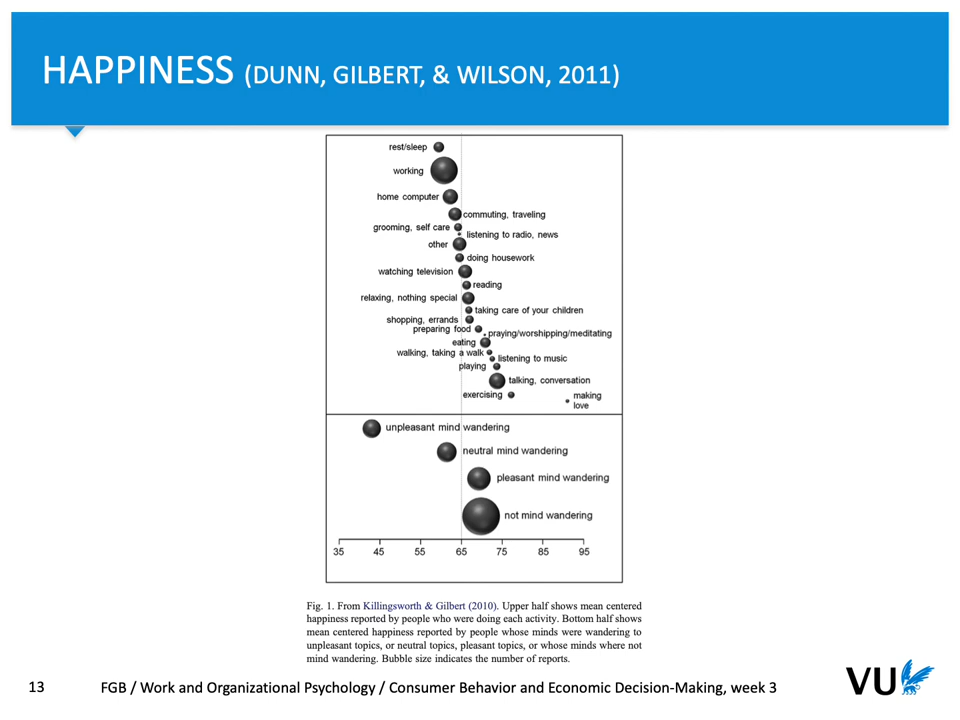 HAPPINESS (DUNN, GILBERT, & WILSON, 2011)
rest/sleep
working
home computer
commuting, traveling
grooming, self care
listening to radio, news
other
doing housework
watching television
reading
relaxing, nothing special
taking care of your children
shopping, errands
preparing food
praying/worshipping/meditating
eating
walking, taking a walk
listening to music
playing
talking, conversation
exercising
making
love
unpleasant mind wandering
neutral mind wandering
pleasant mind wandering
not mind wandering
35 45 55 65 75 85 95
Fig. 1. From Killingsworth & Gilbert (2010). Upper half shows mean centered
happiness reported by people who were doing each activity. Bottom half shows
mean centered happiness reported by people whose minds were wandering to
unpleasant topics, or neutral topics, pleasant topics, or whose minds where not
mind wandering. Bubble size indicates the number of reports.
13 FGB / Work and Organizational Psychology / Consumer Behavior and Economic Decision-Making, week 3
VU